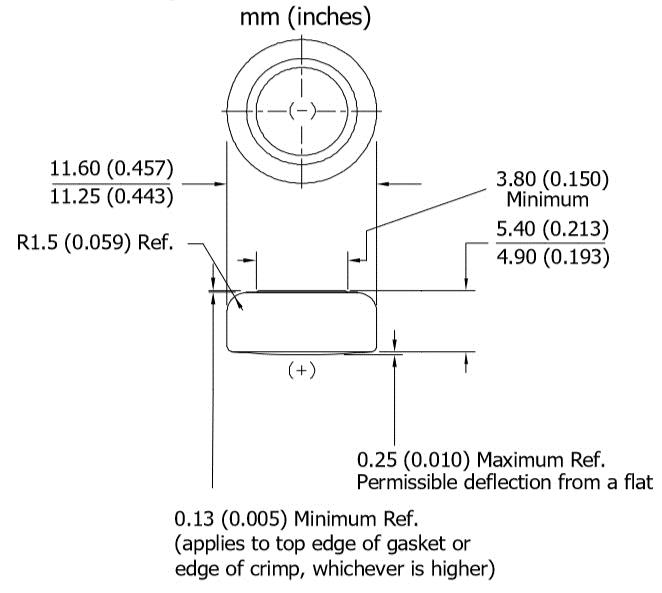 mm (inches)
(-)
11.60 (0.457)
11.25 (0.443)
3.80 (0.150)
Minimum
R1.5 (0.059) Ref.
5.40 (0.213)
4.90 (0.193)
(+)
0.25 (0.010) Maximum Ref.
Permissible deflection from a flat
0.13 (0.005) Minimum Ref.
(applies to top edge of gasket or
edge of crimp, whichever is higher)